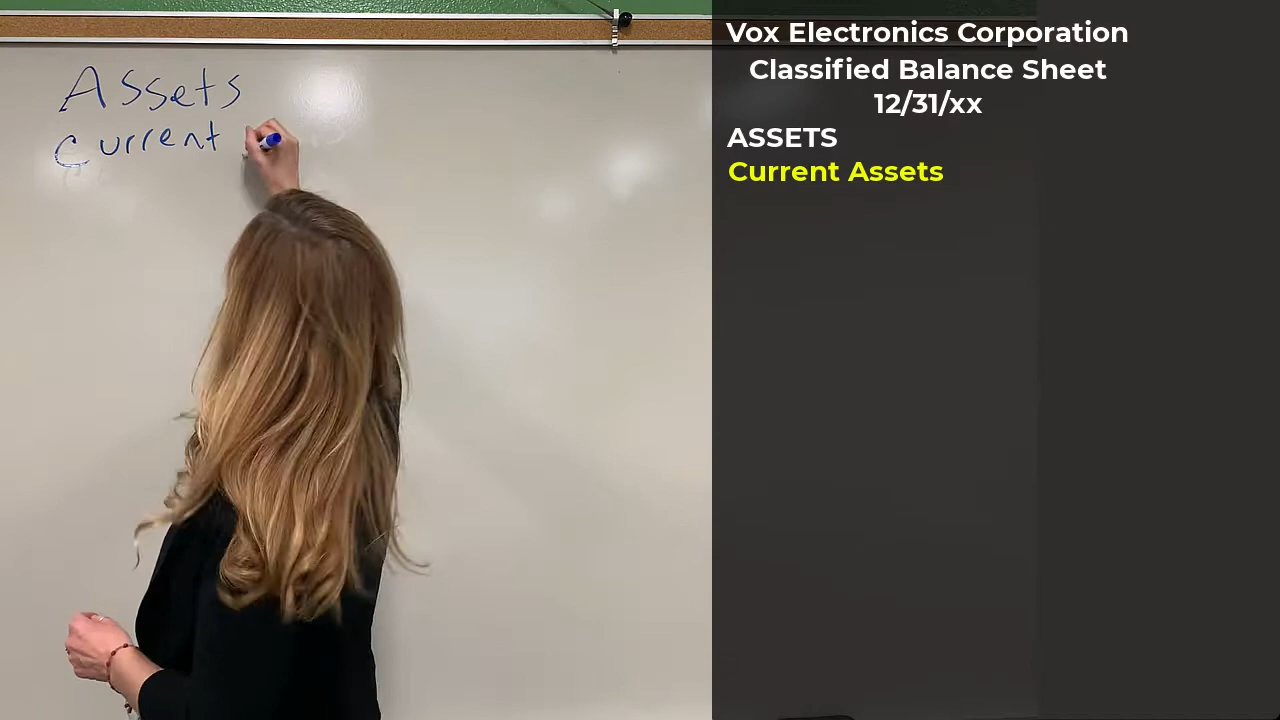 Assets
Current
Vox Electronics Corporation
Classified Balance Sheet
12/31/xx
ASSETS
Current Assets